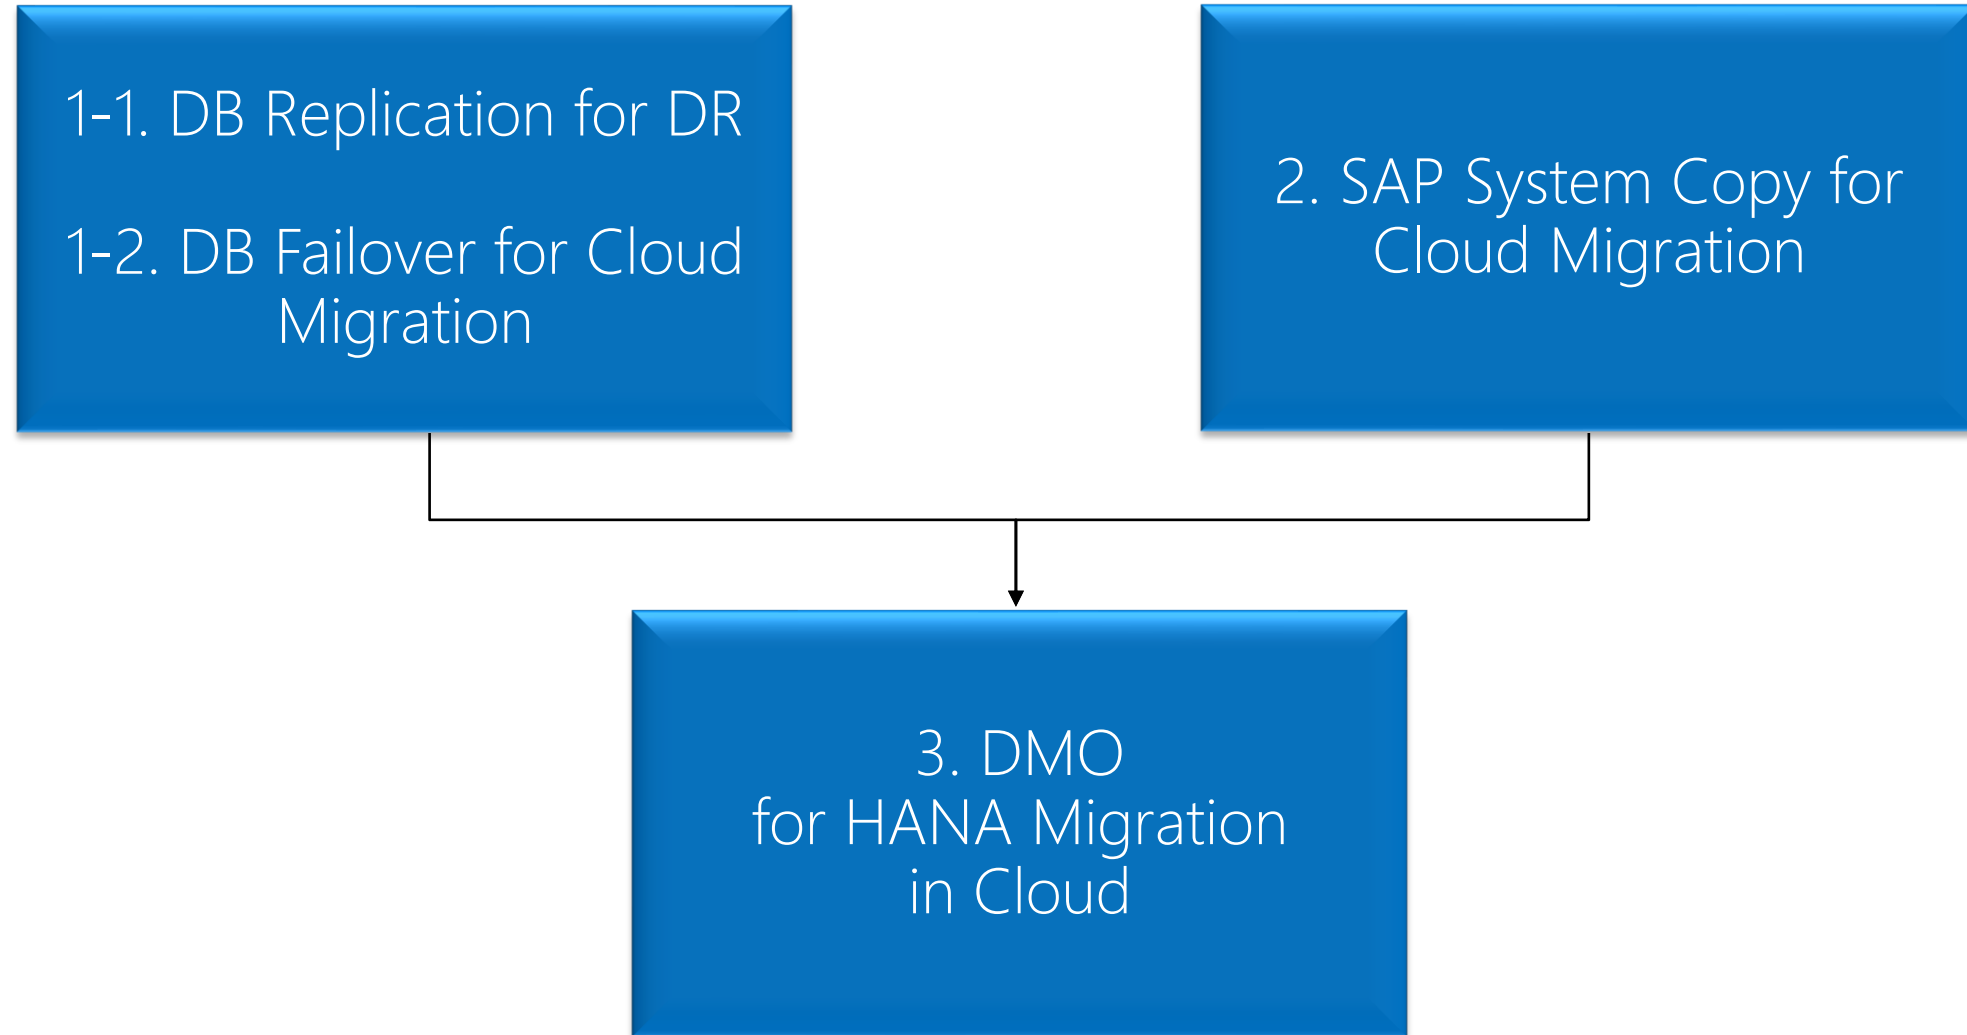 1-1. DB Replication for DR
1-2. DB Failover for Cloud
Migration
2. SAP System Copy for
Cloud Migration
3. DMO
for HANA Migration
in Cloud